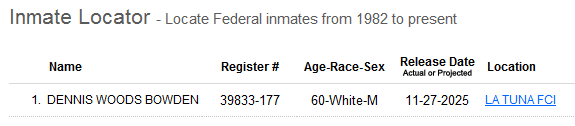 Inmate Locator - Locate Federal inmates from 1982 to present
Name Register # Age-Race-Sex Release Date Actual or Projected Location
1. DENNIS WOODS BOWDEN 39833-177 60-White-M 11-27-2025 LA TUNA FCI